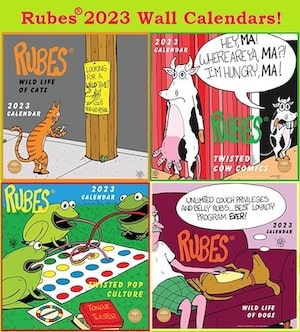 Rubes® 2023 Wall Calendars!
RUBES®
WILD LIFE
OF CATS
2023
CALENDAR
LOOKING
FOR A
WILD TIME?
2023
CALENDAR
HEY, MA!
WHERE ARE YA, MA?!
I'M HUNGRY, MA!
RUBES®
TWISTED
COW COMICS
RUBES
2023
CALENDAR
TWISTED POP
CULTURE
TONGUE
TWISTER
UNLIMITED COUCH PRIVILEGES
AND BELLY RUBS... BEST LOYALTY
PROGRAM EVER!
RUBES®
2023
CALENDAR
WILD LIFE
OF DOGS